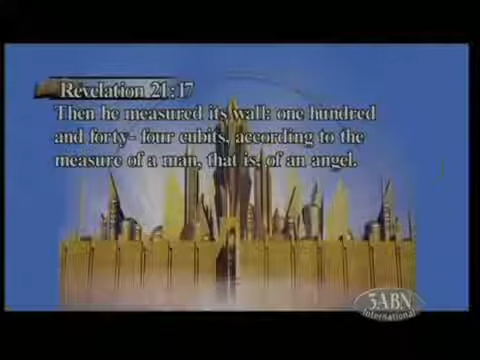 Revelation 21:17
Then he measured its wall: one hundred
and forty- four cubits, according to the
measure of a man, that is, of an angel.
3ABN
International